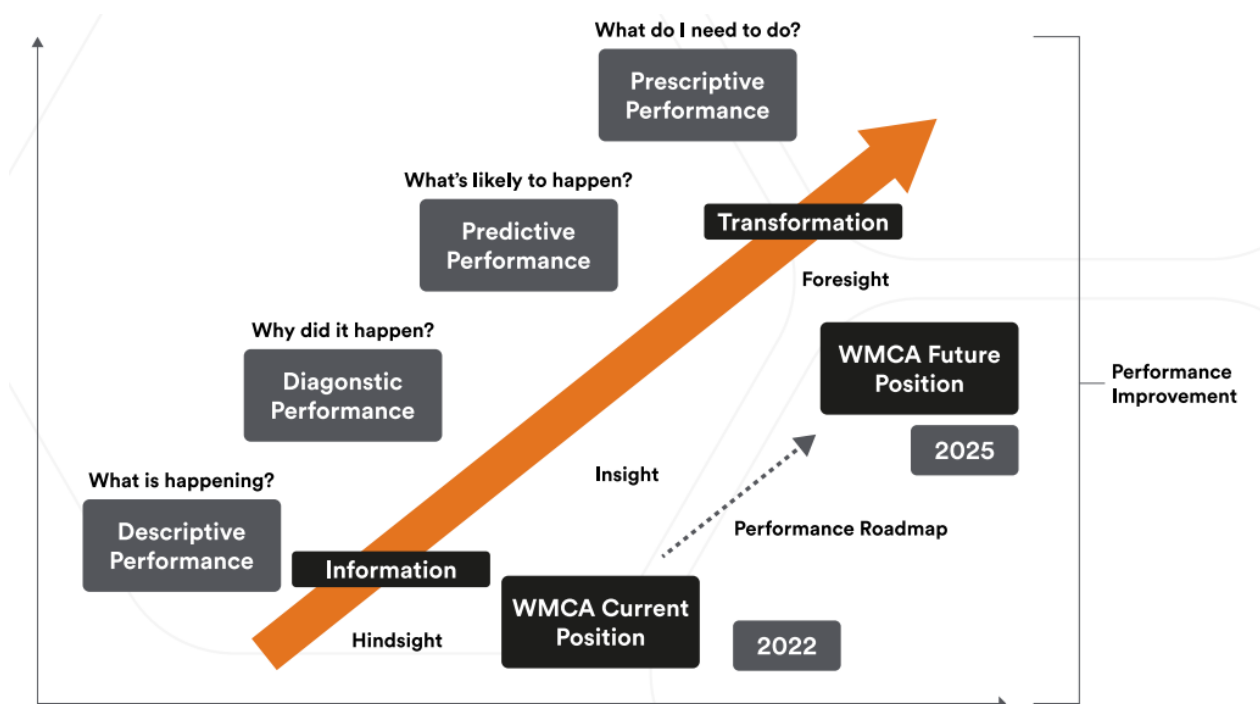 What do I need to do?
Prescriptive
Performance
What's likely to happen?
Predictive
Performance
Transformation
Foresight
Why did it happen?
Diagonstic
Performance
WMCA Future
Position
Performance
Improvement
2025
Insight
What is happening?
Descriptive
Performance
Performance Roadmap
Information
WMCA Current
Position
Hindsight
2022